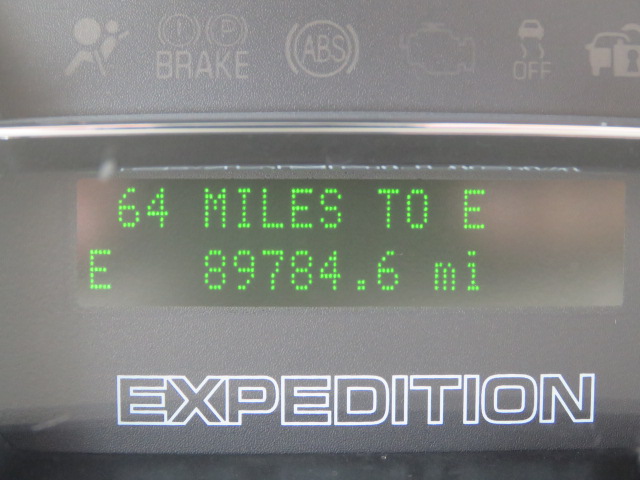 BRAKE ABS OFF
64 MILES TO E
E 89784.6 mi
EXPEDITION